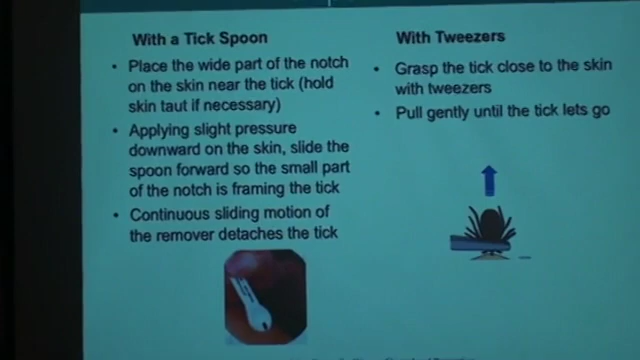 With a Tick Spoon
• Place the wide part of the notch
on the skin near the tick (hold
skin taut if necessary)
• Applying slight pressure
downward on the skin, slide the
spoon forward so the small part
of the notch is framing the tick
• Continuous sliding motion of
the remover detaches the tick
With Tweezers
• Grasp the tick close to the skin
with tweezers
• Pull gently until the tick lets go